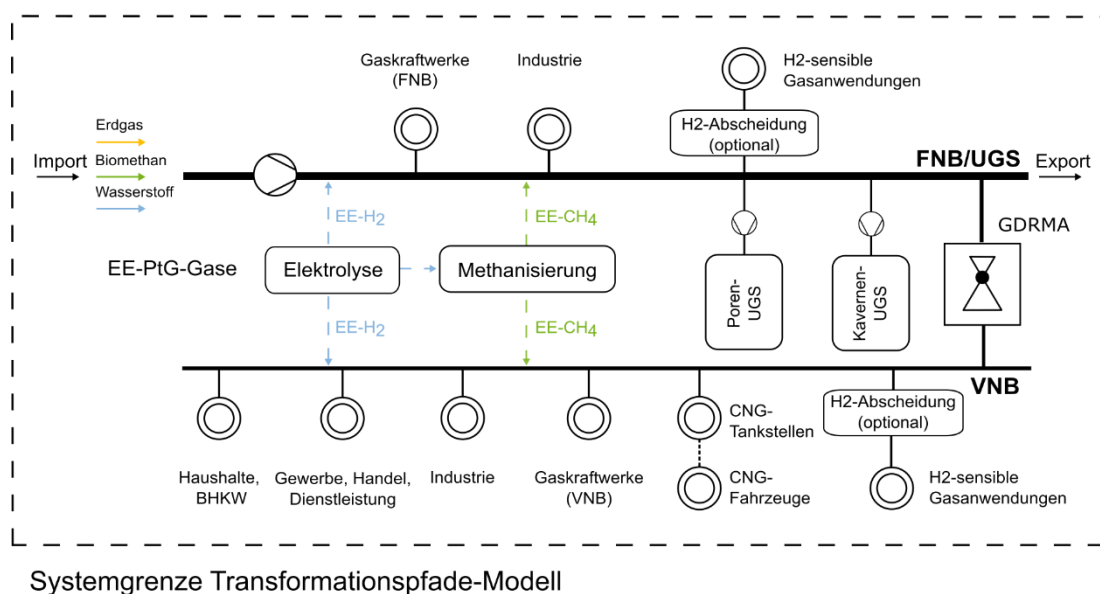 Gaskraftwerke
(FNB)
Industrie
H2-sensible
Gasanwendungen
H2-Abscheidung
(optional)
Erdgas
Import
Biomethan
Wasserstoff
FNB/UGS
Export
EE-H2
EE-CH4
GDRMA
EE-PtG-Gase
Elektrolyse
Methanisierung
Poren-
UGS
Kavernen-
UGS
EE-H2
EE-CH4
VNB
H2-Abscheidung
(optional)
CNG-
Tankstellen
Haushalte,
BHKW
Gewerbe, Handel,
Dienstleistung
Industrie
Gaskraftwerke
(VNB)
CNG-
Fahrzeuge
H2-sensible
Gasanwendungen
Systemgrenze Transformationspfade-Modell